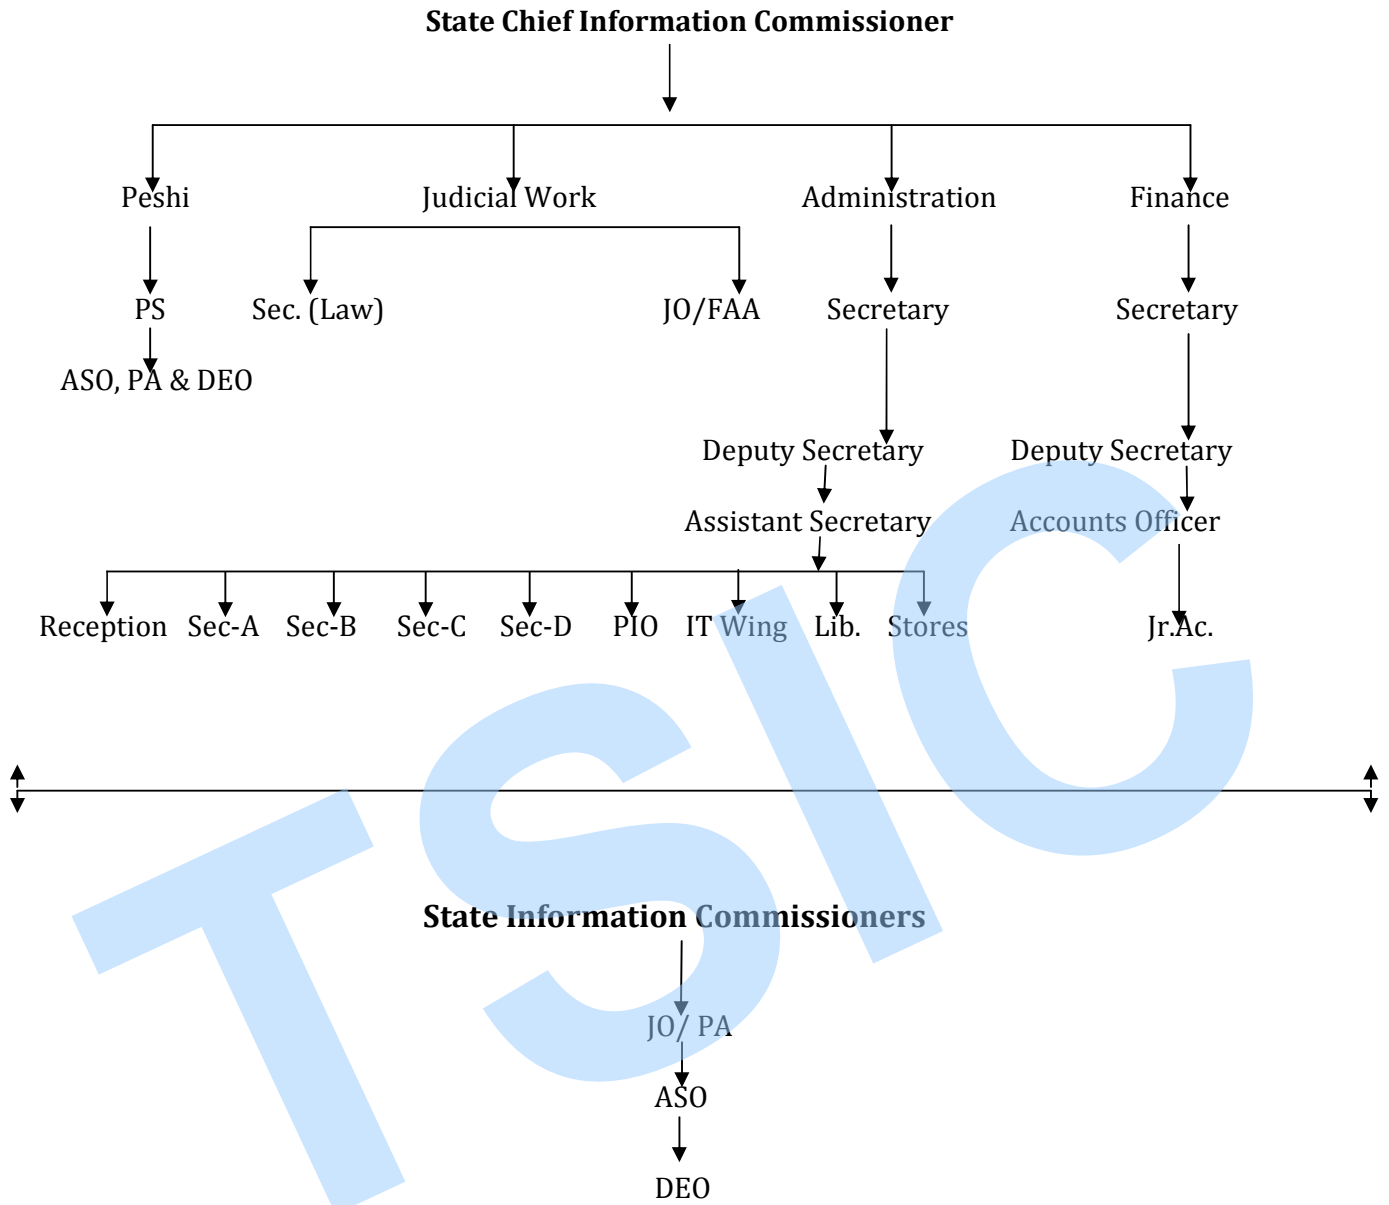 State Chief Information Commissioner
Peshi Judicial Work Administration Finance
PS Sec. (Law) JO/FAA Secretary Secretary
ASO, PA & DEO
Deputy Secretary Deputy Secretary
Assistant Secretary Accounts Officer
Reception Sec-A Sec-B Sec-C Sec-D PIO IT Wing Lib. Stores Jr.Ac.
TSIC
State Information Commissioners
JO/ PA
ASO
DEO